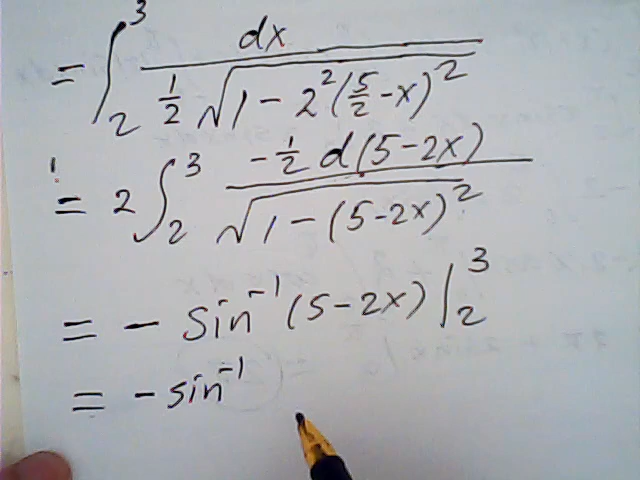 = ∫₂³ dx / (½ √(1 - 2²(5/2 - x)²))
= 2 ∫₂³ -½ d(5-2x) / √(1 - (5-2x)²)
= - sin⁻¹(5-2x) |₂³
= - sin⁻¹